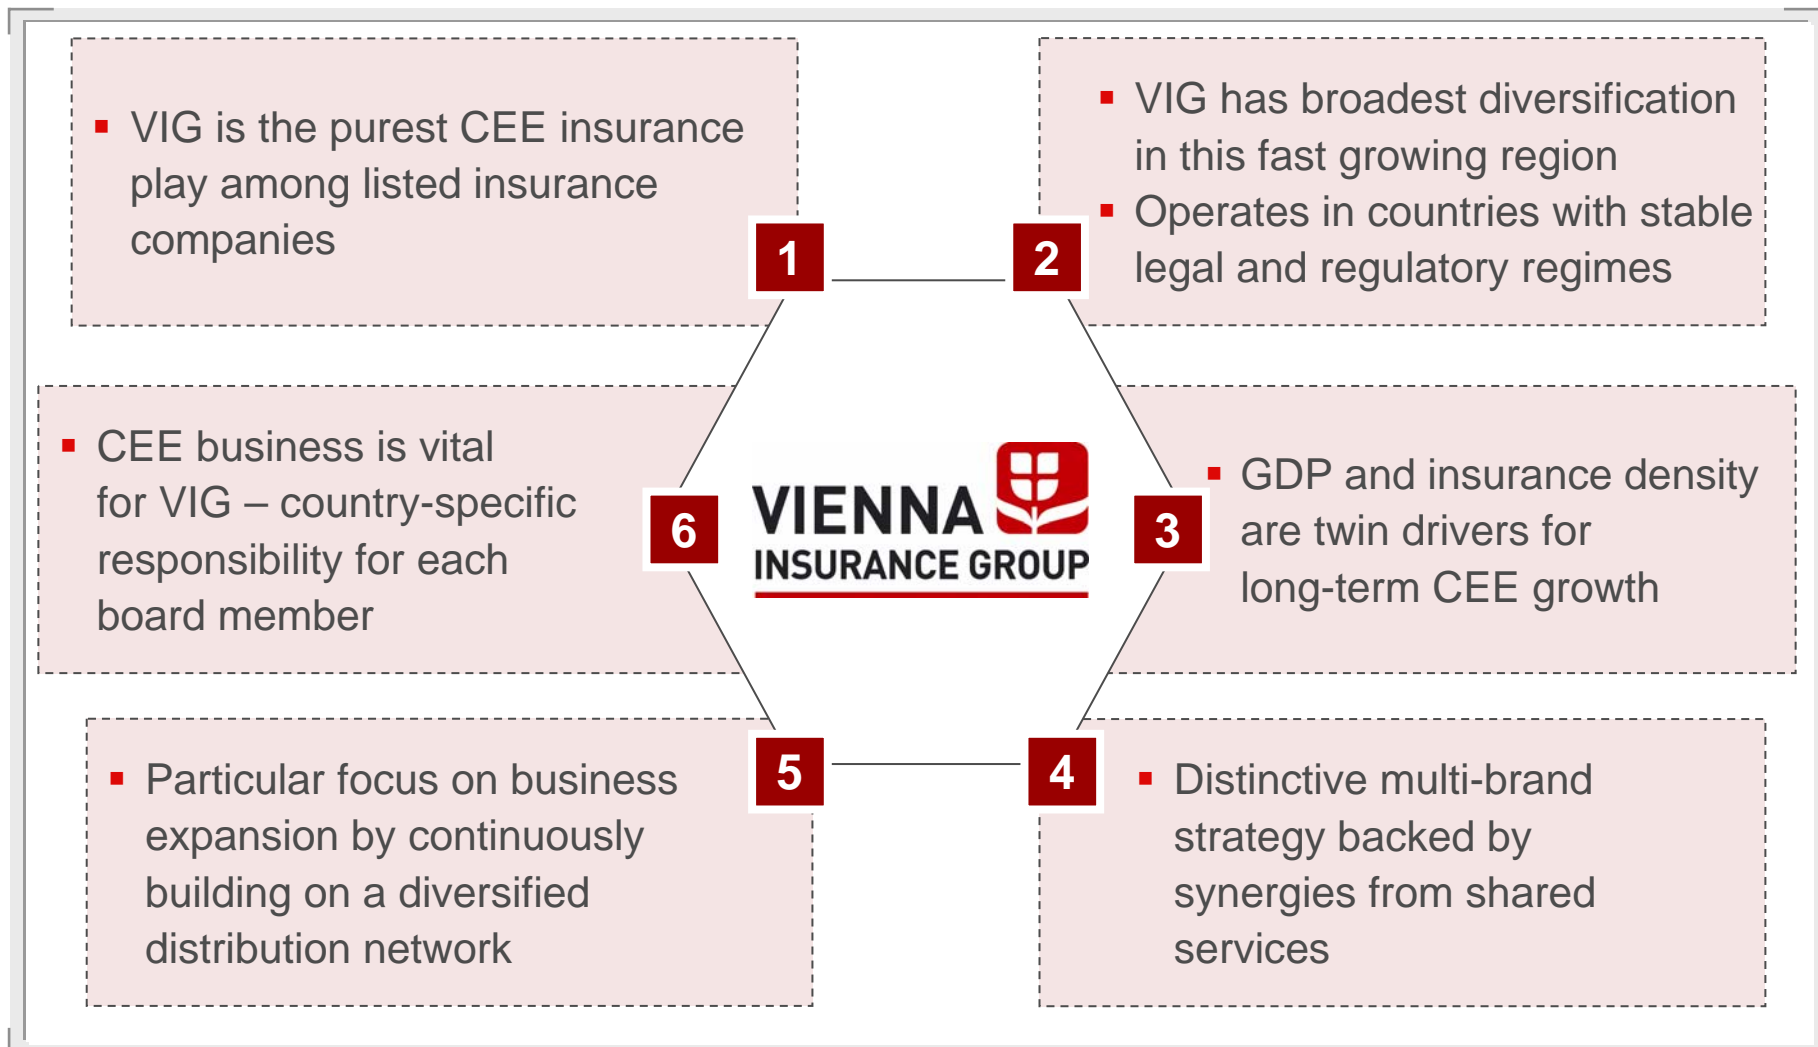 ▪ VIG is the purest CEE insurance
play among listed insurance
companies
1
▪ VIG has broadest diversification
in this fast growing region
▪ Operates in countries with stable
legal and regulatory regimes
2
▪ GDP and insurance density
are twin drivers for
long-term CEE growth
3
▪ Distinctive multi-brand
strategy backed by
synergies from shared
services
4
▪ Particular focus on business
expansion by continuously
building on a diversified
distribution network
5
▪ CEE business is vital
for VIG – country-specific
responsibility for each
board member
6
VIENNA
INSURANCE GROUP